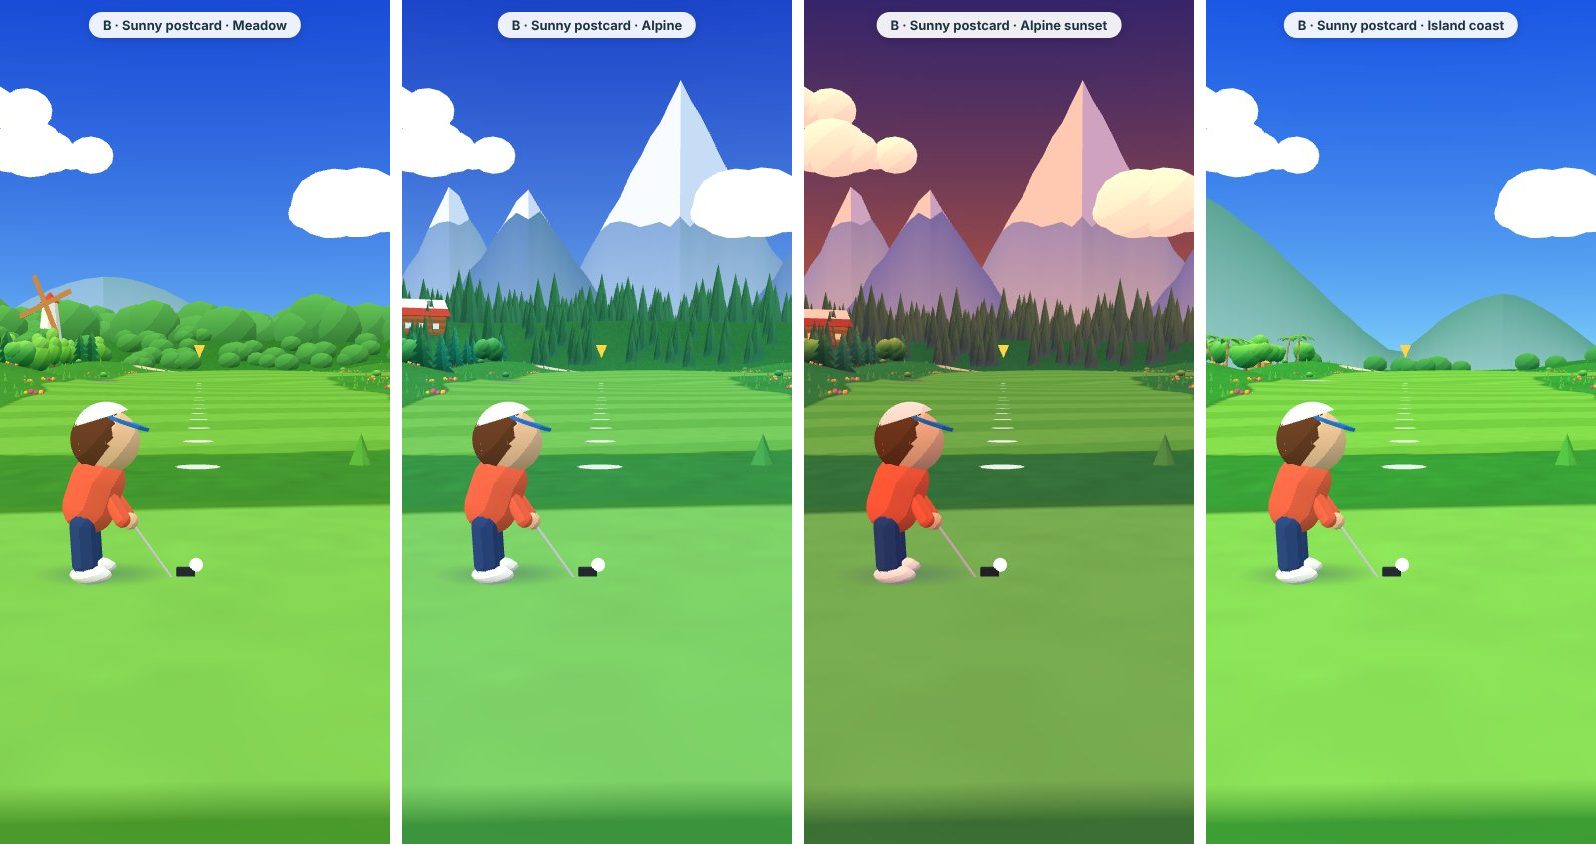 B · Sunny postcard · Meadow
B · Sunny postcard · Alpine
B · Sunny postcard · Alpine sunset
B · Sunny postcard · Island coast